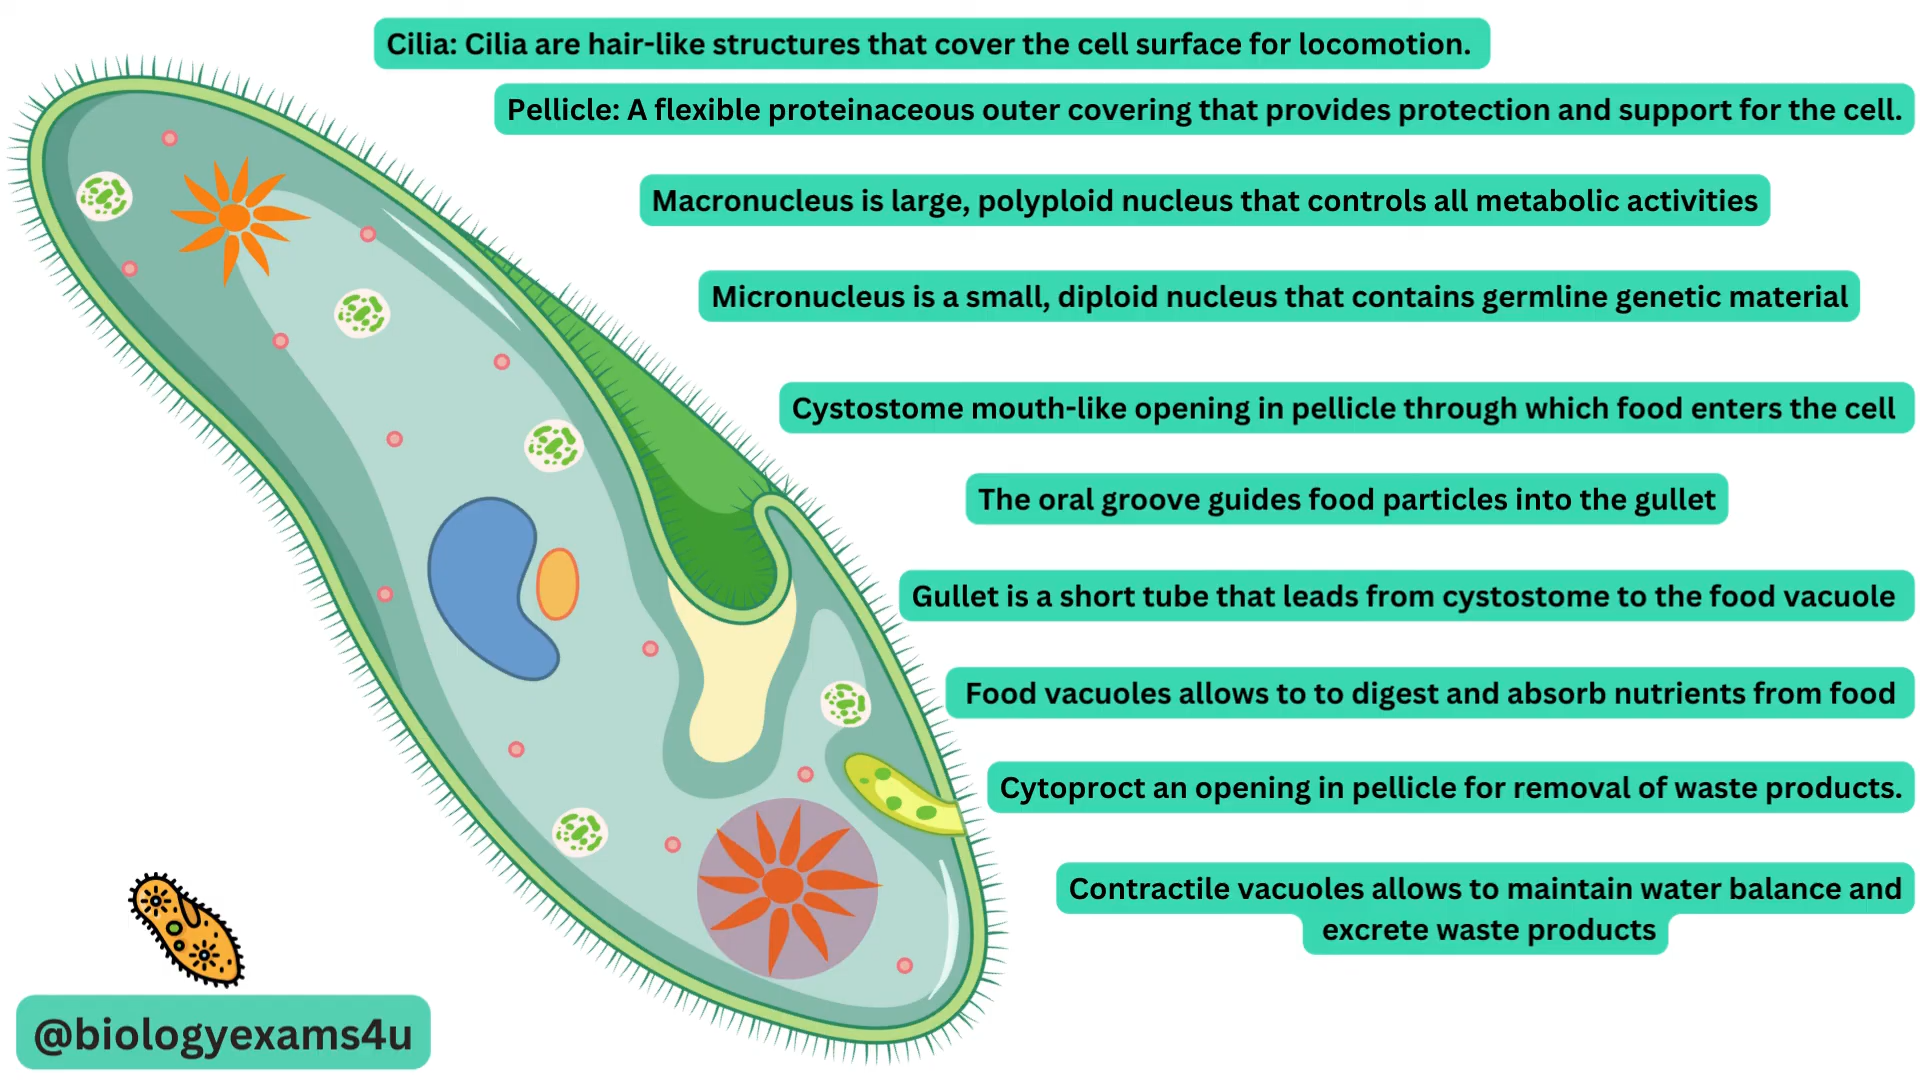 Cilia: Cilia are hair-like structures that cover the cell surface for locomotion.
Pellicle: A flexible proteinaceous outer covering that provides protection and support for the cell.
Macronucleus is large, polyploid nucleus that controls all metabolic activities
Micronucleus is a small, diploid nucleus that contains germline genetic material
Cystostome mouth-like opening in pellicle through which food enters the cell
The oral groove guides food particles into the gullet
Gullet is a short tube that leads from cystostome to the food vacuole
Food vacuoles allows to to digest and absorb nutrients from food
Cytoproct an opening in pellicle for removal of waste products.
Contractile vacuoles allows to maintain water balance and
excrete waste products
@biologyexams4u